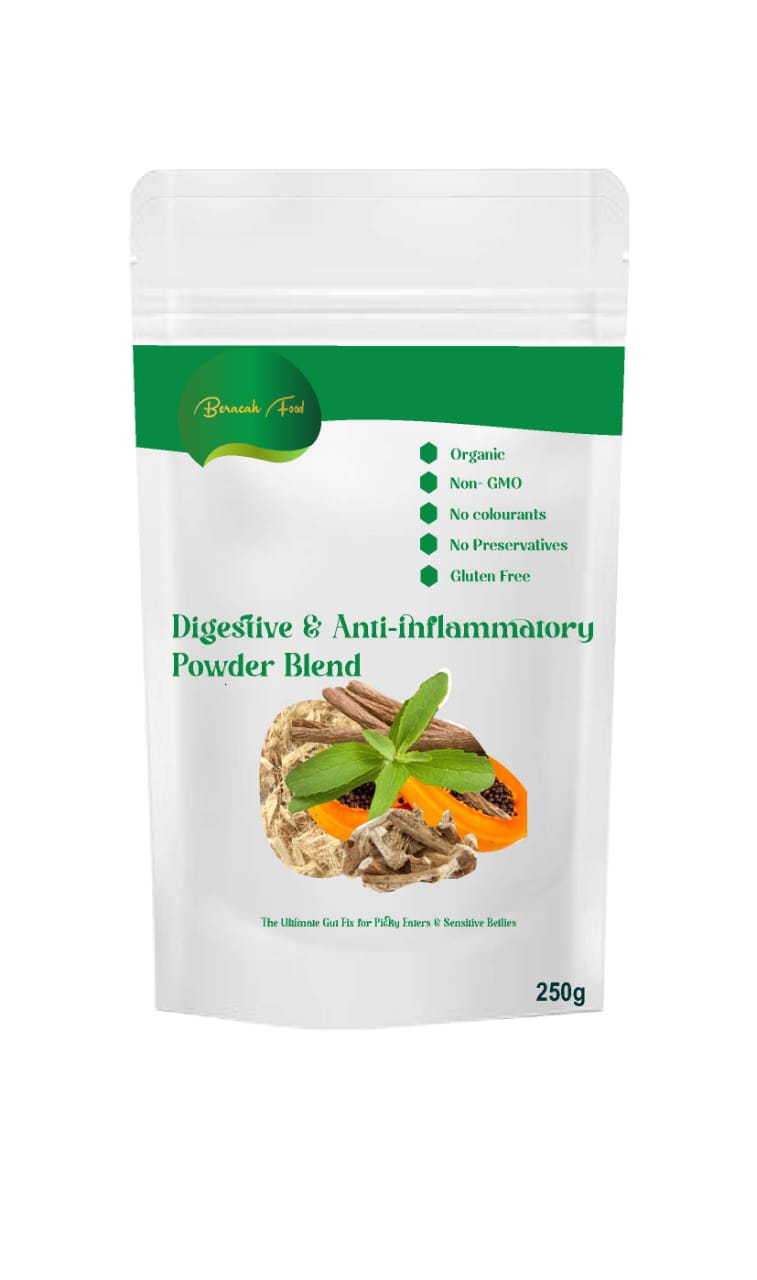 Beracah Food
Organic
Non- GMO
No colourants
No Preservatives
Gluten Free
Digestive & Anti-inflammatory
Powder Blend
The Ultimate Gut Fix for Picky Eaters & Sensitive Bellies
250g